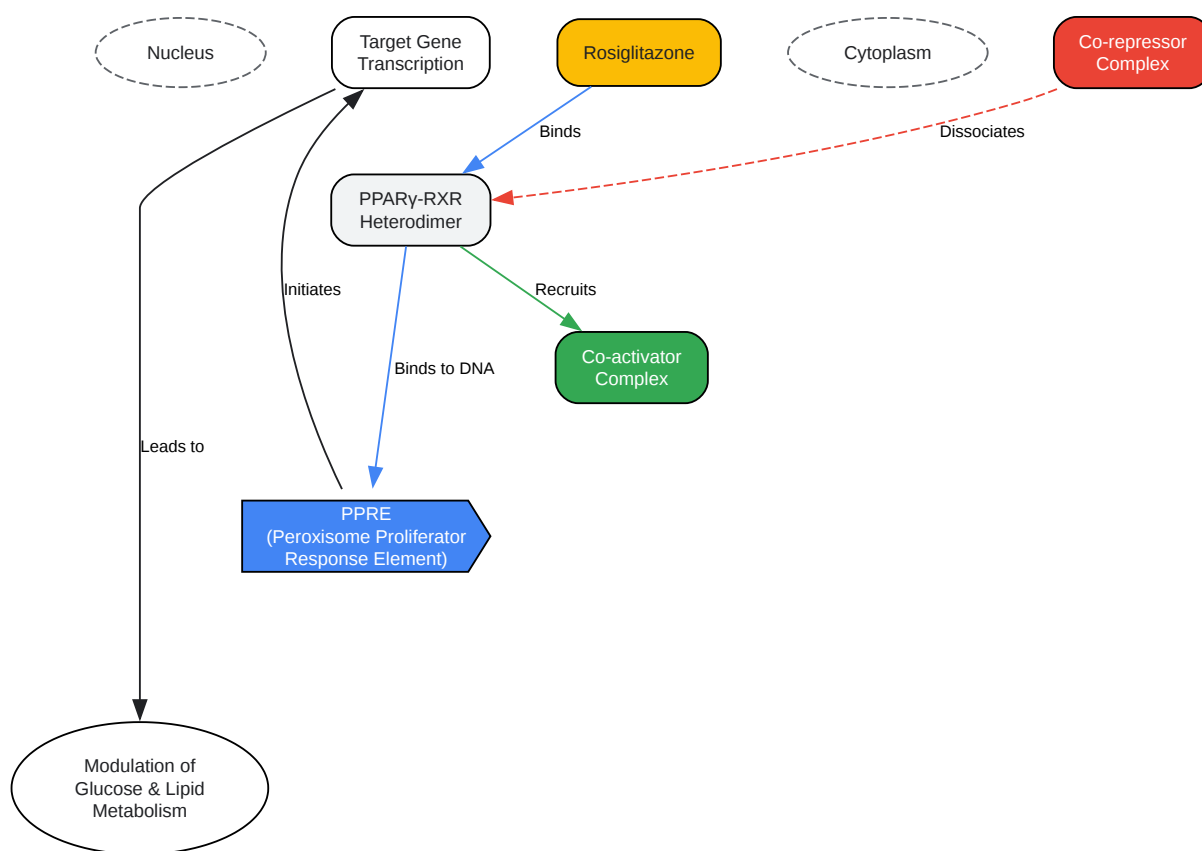 Nucleus
Target Gene
Transcription
Rosiglitazone
Cytoplasm
Co-repressor
Complex
Binds
Dissociates
PPARγ-RXR
Heterodimer
Initiates
Recruits
Co-activator
Complex
Binds to DNA
Leads to
PPRE
(Peroxisome Proliferator
Response Element)
Modulation of
Glucose & Lipid
Metabolism